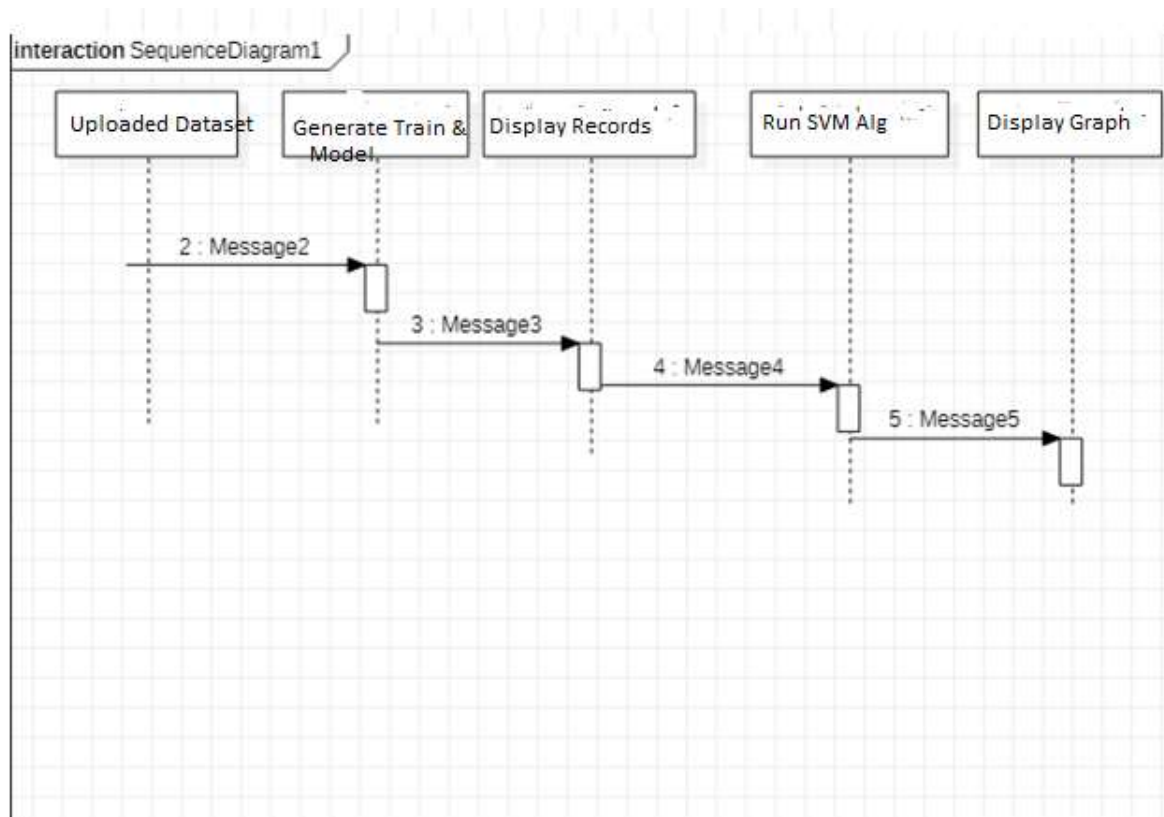 interaction SequenceDiagram1
Uploaded Dataset
Generate Train &
Model
Display Records
Run SVM Alg
Display Graph
2 : Message2
3 : Message3
4 : Message4
5 : Message5